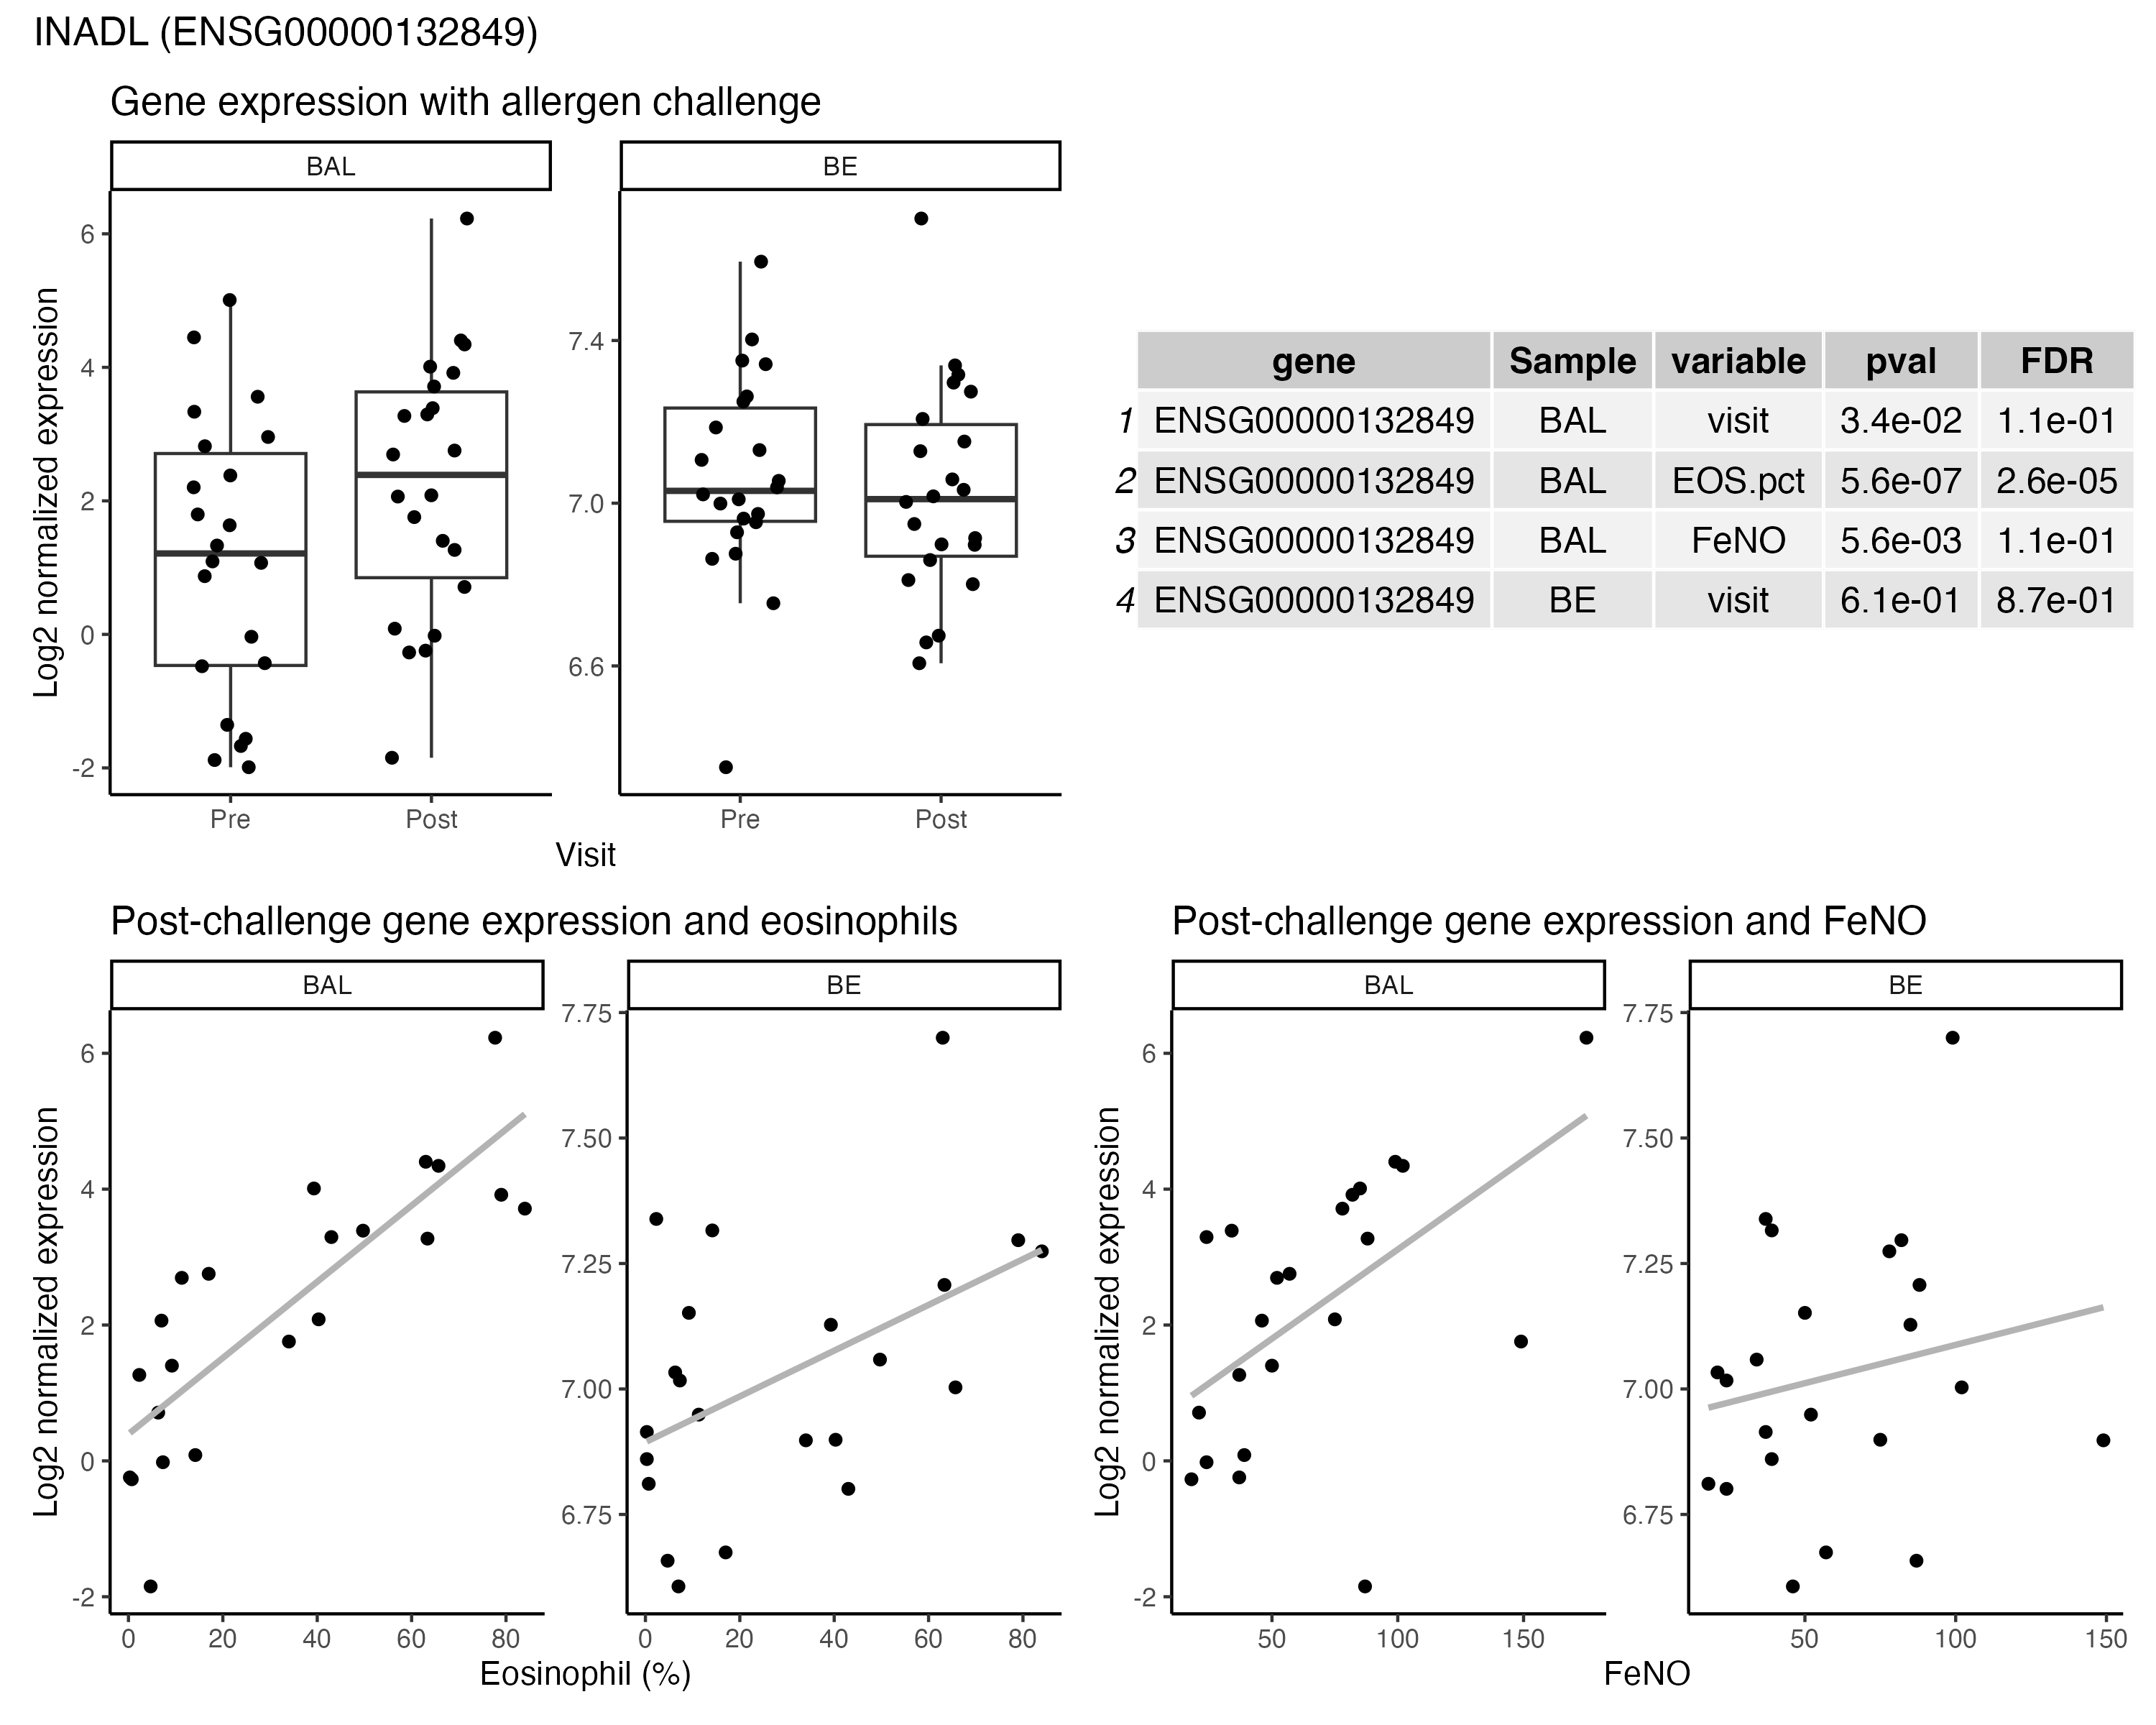 INADL (ENSG00000132849)
Gene expression with allergen challenge
BAL
BE
Log2 normalized expression
6
4
2
0
-2
7.4
7.0
6.6
Pre
Post
Pre
Post
Visit
gene Sample variable pval FDR
1 ENSG00000132849 BAL visit 3.4e-02 1.1e-01
2 ENSG00000132849 BAL EOS.pct 5.6e-07 2.6e-05
3 ENSG00000132849 BAL FeNO 5.6e-03 1.1e-01
4 ENSG00000132849 BE visit 6.1e-01 8.7e-01
Post-challenge gene expression and eosinophils
BAL
BE
Log2 normalized expression
6
4
2
0
-2
7.75
7.50
7.25
7.00
6.75
0 20 40 60 80
0 20 40 60 80
Eosinophil (%)
Post-challenge gene expression and FeNO
BAL
BE
Log2 normalized expression
6
4
2
0
-2
7.75
7.50
7.25
7.00
6.75
50 100 150
50 100 150
FeNO